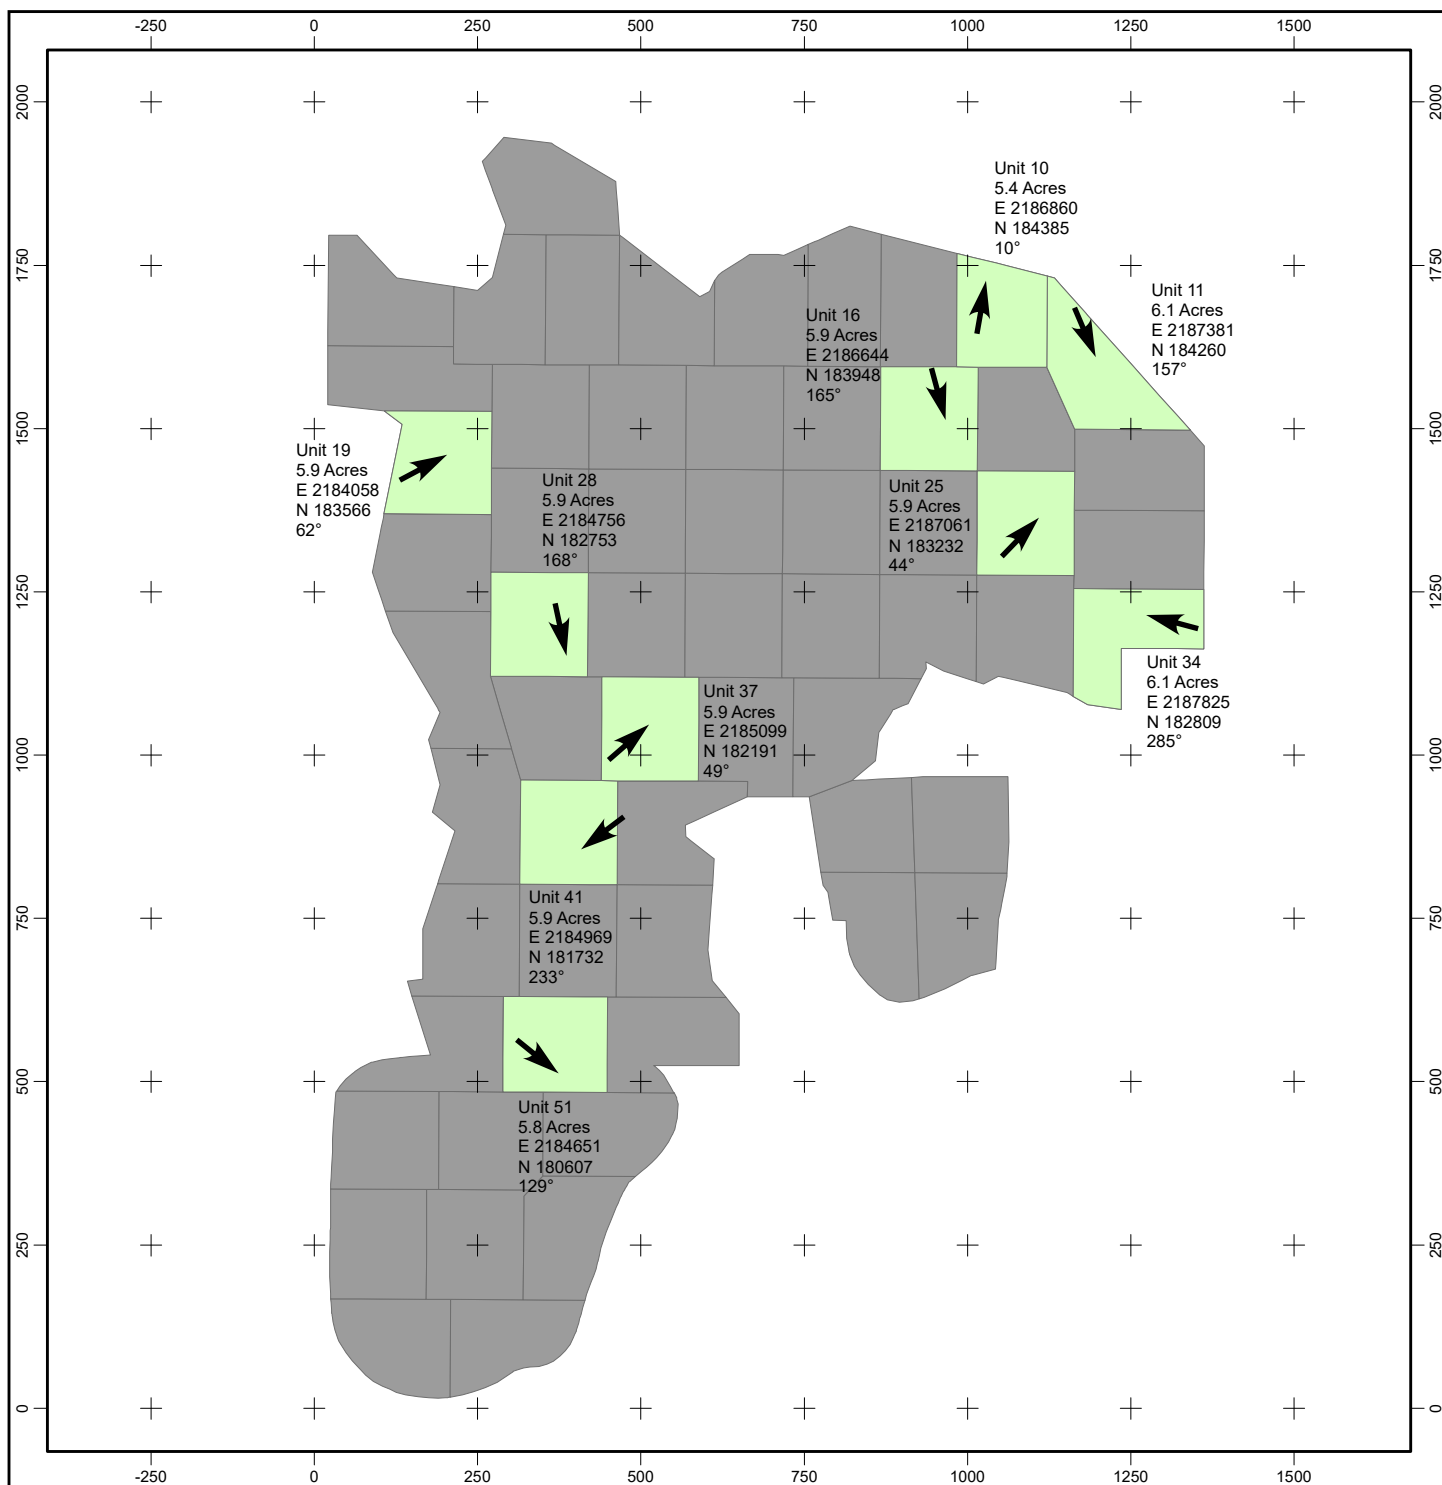 -250 0 250 500 750 1000 1250 1500
2000 2000
Unit 10
5.4 Acres
E 2186860
N 184385
10°
1750 1750
Unit 11
6.1 Acres
E 2187381
N 184260
157°
Unit 16
5.9 Acres
E 2186644
N 183948
165°
1500 1500
Unit 19
5.9 Acres
E 2184058
N 183566
62°
Unit 28
5.9 Acres
E 2184756
N 182753
168°
Unit 25
5.9 Acres
E 2187061
N 183232
44°
1250 1250
Unit 34
6.1 Acres
E 2187825
N 182809
285°
Unit 37
5.9 Acres
E 2185099
N 182191
49°
1000 1000
Unit 41
5.9 Acres
E 2184969
N 181732
233°
750 750
500 500
Unit 51
5.8 Acres
E 2184651
N 180607
129°
250 250
0 0
-250 0 250 500 750 1000 1250 1500